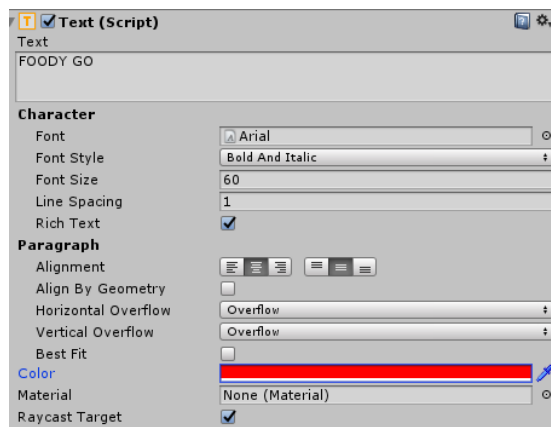 T Text (Script)
Text
FOODY GO
Character
Font Arial
Font Style Bold And Italic
Font Size 60
Line Spacing 1
Rich Text
Paragraph
Alignment
Align By Geometry
Horizontal Overflow Overflow
Vertical Overflow Overflow
Best Fit
Color
Material None (Material)
Raycast Target